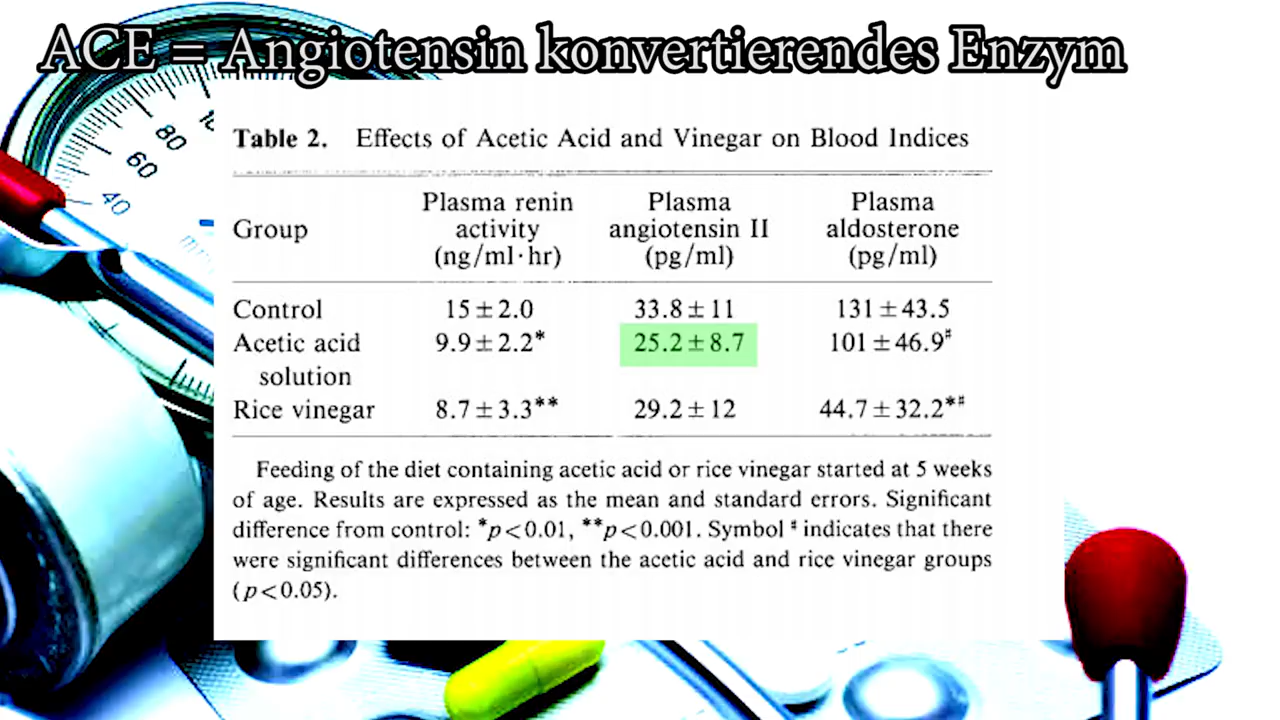 ACE = Angiotensin konvertierendes Enzym
Table 2. Effects of Acetic Acid and Vinegar on Blood Indices
Group Plasma renin activity (ng/ml·hr) Plasma angiotensin II (pg/ml) Plasma aldosterone (pg/ml)
Control 15±2.0 33.8±11 131±43.5
Acetic acid solution 9.9±2.2* 25.2±8.7 101±46.9♯
Rice vinegar 8.7±3.3** 29.2±12 44.7±32.2*♯
Feeding of the diet containing acetic acid or rice vinegar started at 5 weeks
of age. Results are expressed as the mean and standard errors. Significant
difference from control: *p<0.01, **p<0.001. Symbol ♯ indicates that there
were significant differences between the acetic acid and rice vinegar groups
(p<0.05).
80
60
40